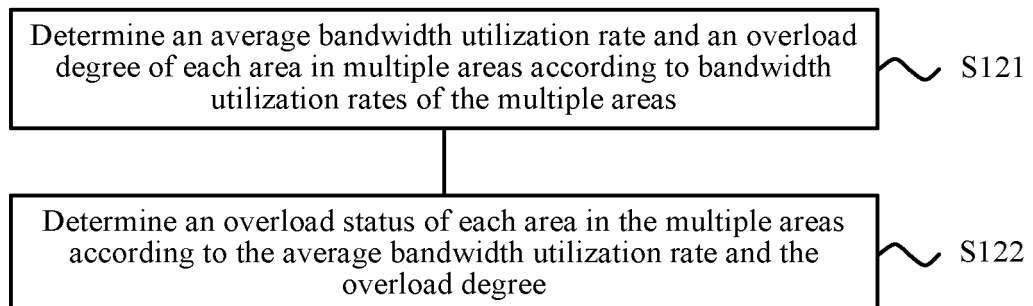 Determine an average bandwidth utilization rate and an overload
degree of each area in multiple areas according to bandwidth
utilization rates of the multiple areas
S121
Determine an overload status of each area in the multiple areas
according to the average bandwidth utilization rate and the
overload degree
S122